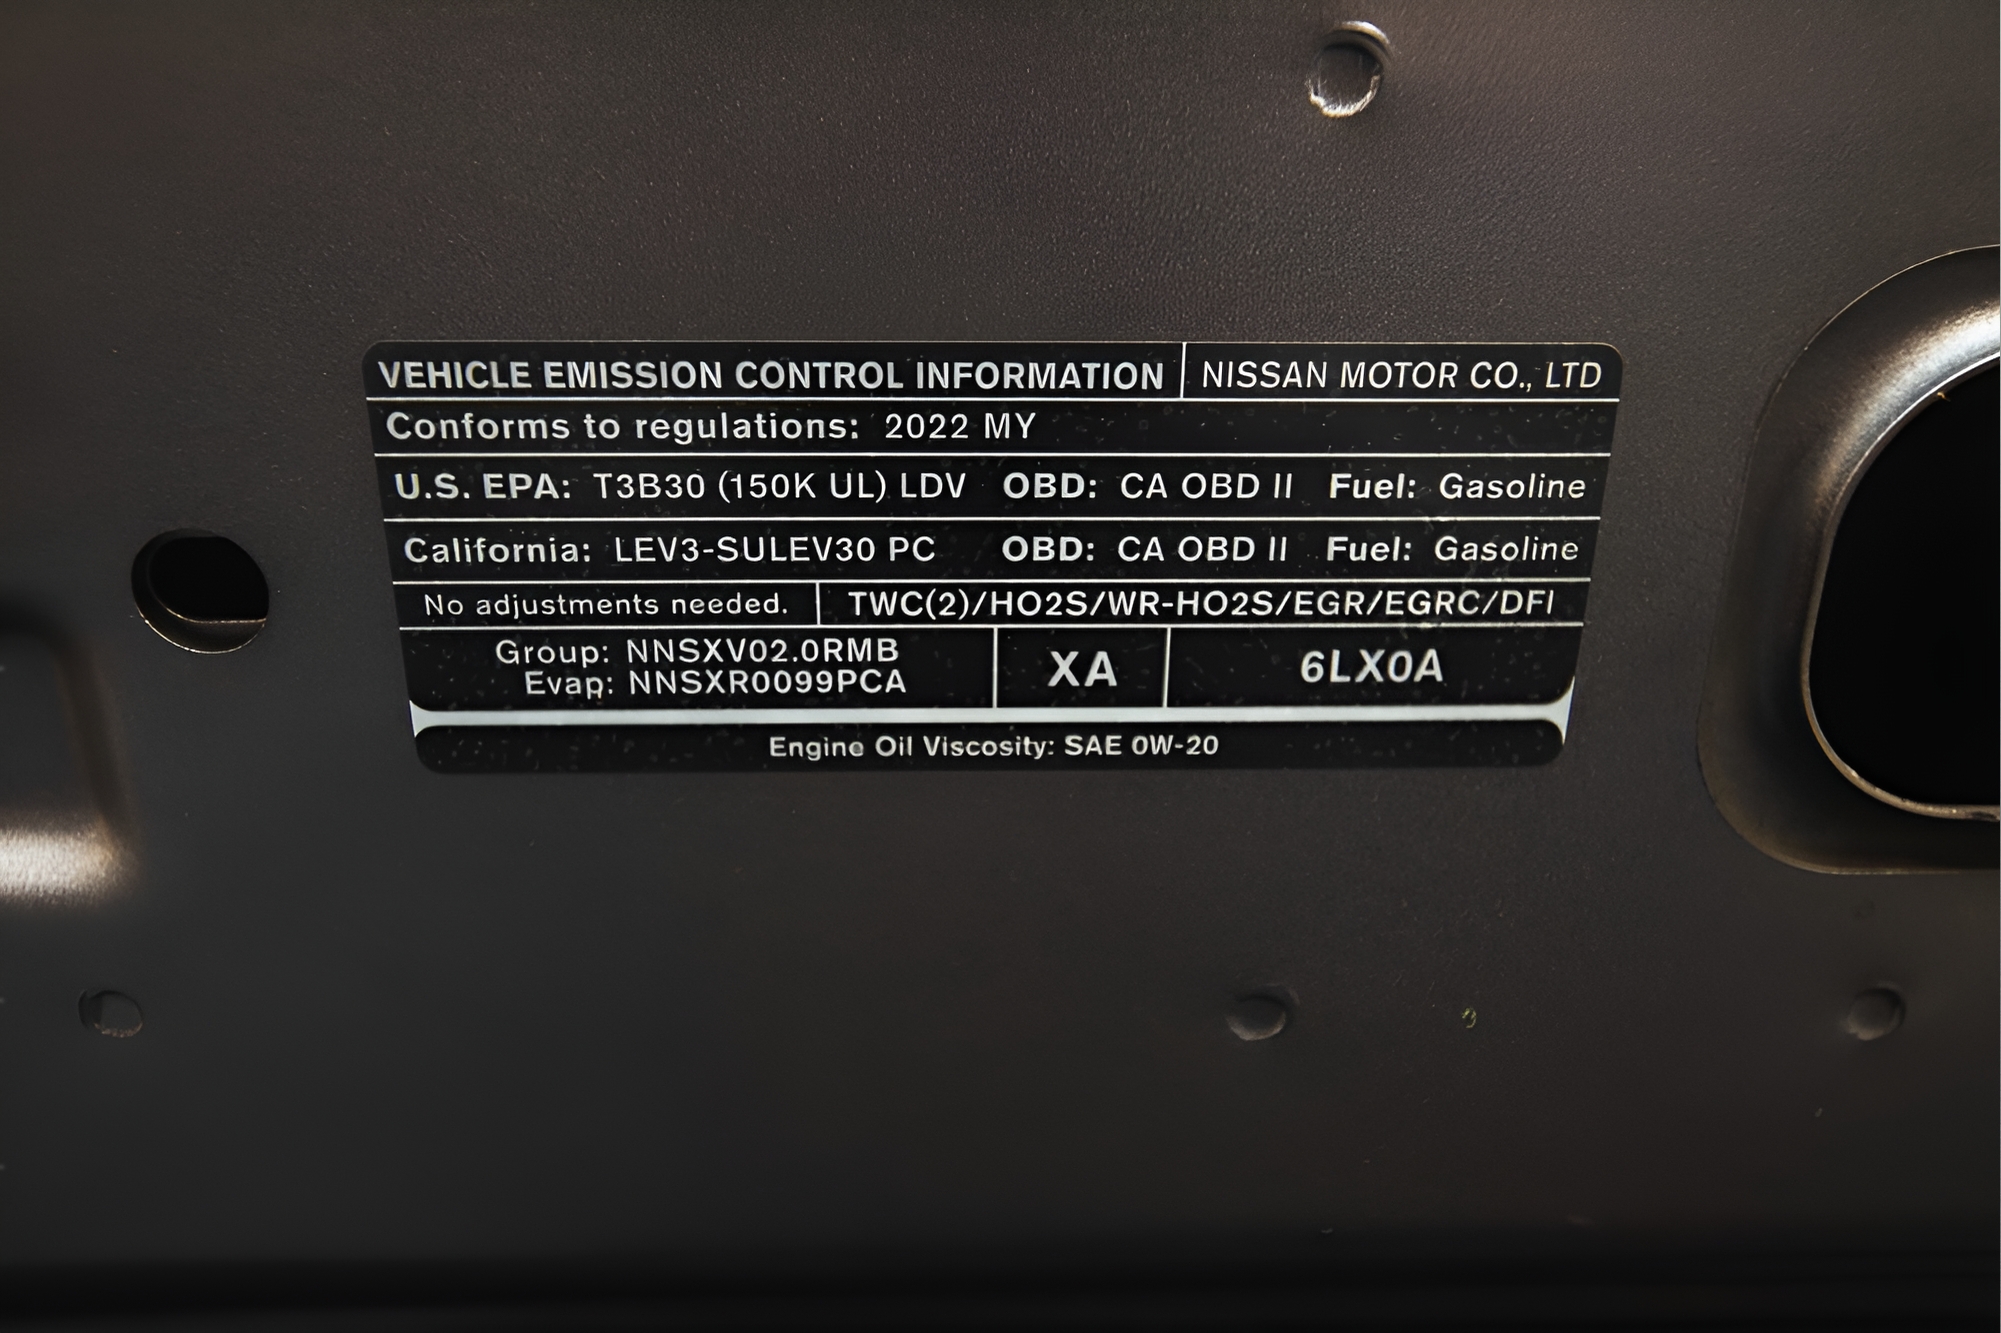 VEHICLE EMISSION CONTROL INFORMATION NISSAN MOTOR CO., LTD
Conforms to regulations: 2022 MY
U.S. EPA: T3B30 (150K UL) LDV OBD: CA OBD II Fuel: Gasoline
California: LEV3-SULEV30 PC OBD: CA OBD II Fuel: Gasoline
No adjustments needed. TWC(2)/HO2S/WR-HO2S/EGR/EGRC/DFI
Group: NNSXV02.0RMB
Evap: NNSXR0099PCA
XA
6LX0A
Engine Oil Viscosity: SAE 0W-20